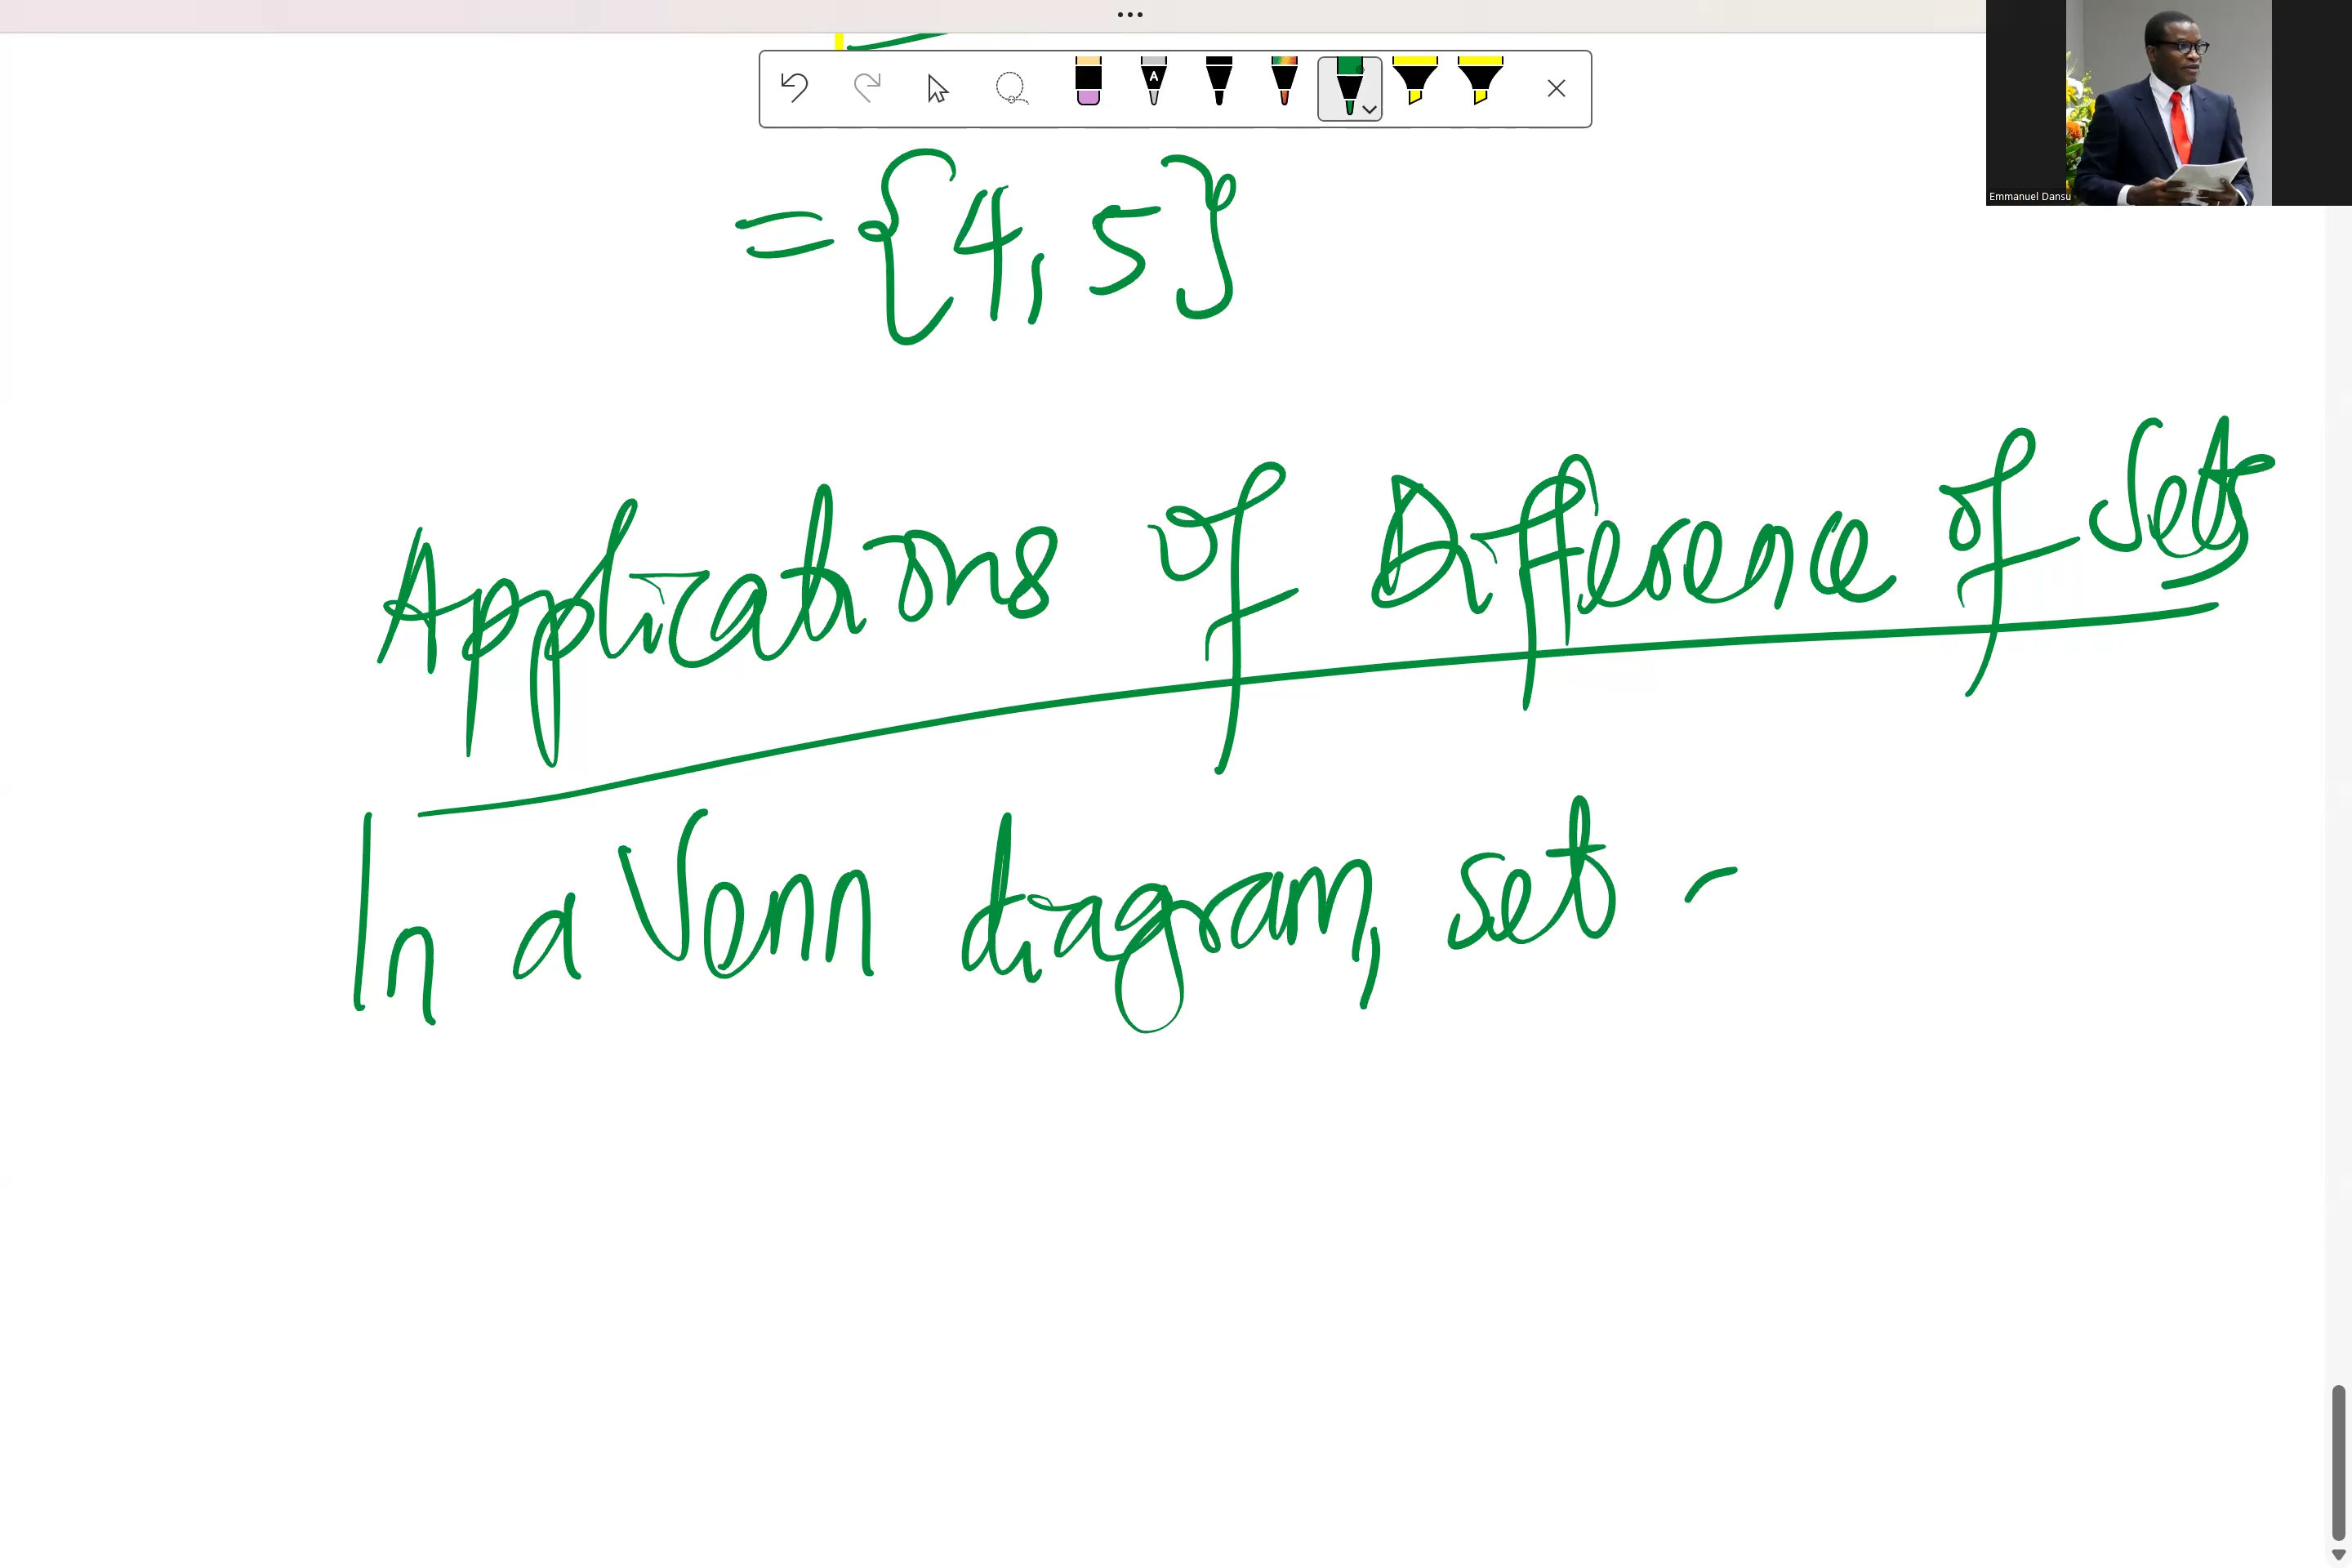 Emmanuel Dansu
= {4, 5}
Applications of Difference of Sets
In a Venn diagram, set -